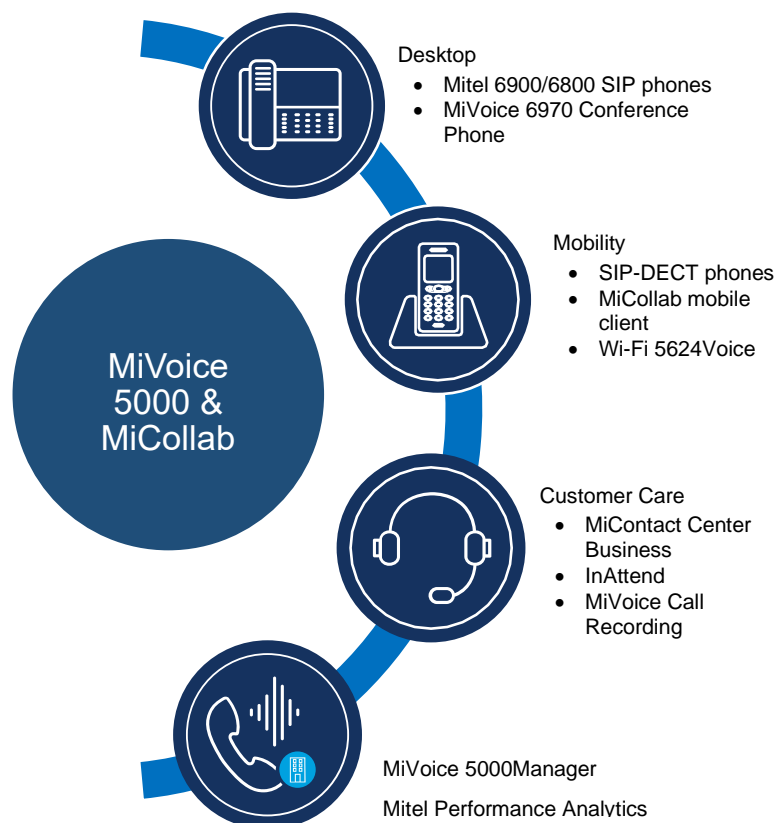 Desktop
• Mitel 6900/6800 SIP phones
• MiVoice 6970 Conference
Phone
Mobility
• SIP-DECT phones
• MiCollab mobile
client
• Wi-Fi 5624Voice
MiVoice
5000 &
MiCollab
Customer Care
• MiContact Center
Business
• InAttend
• MiVoice Call
Recording
MiVoice 5000Manager
Mitel Performance Analytics